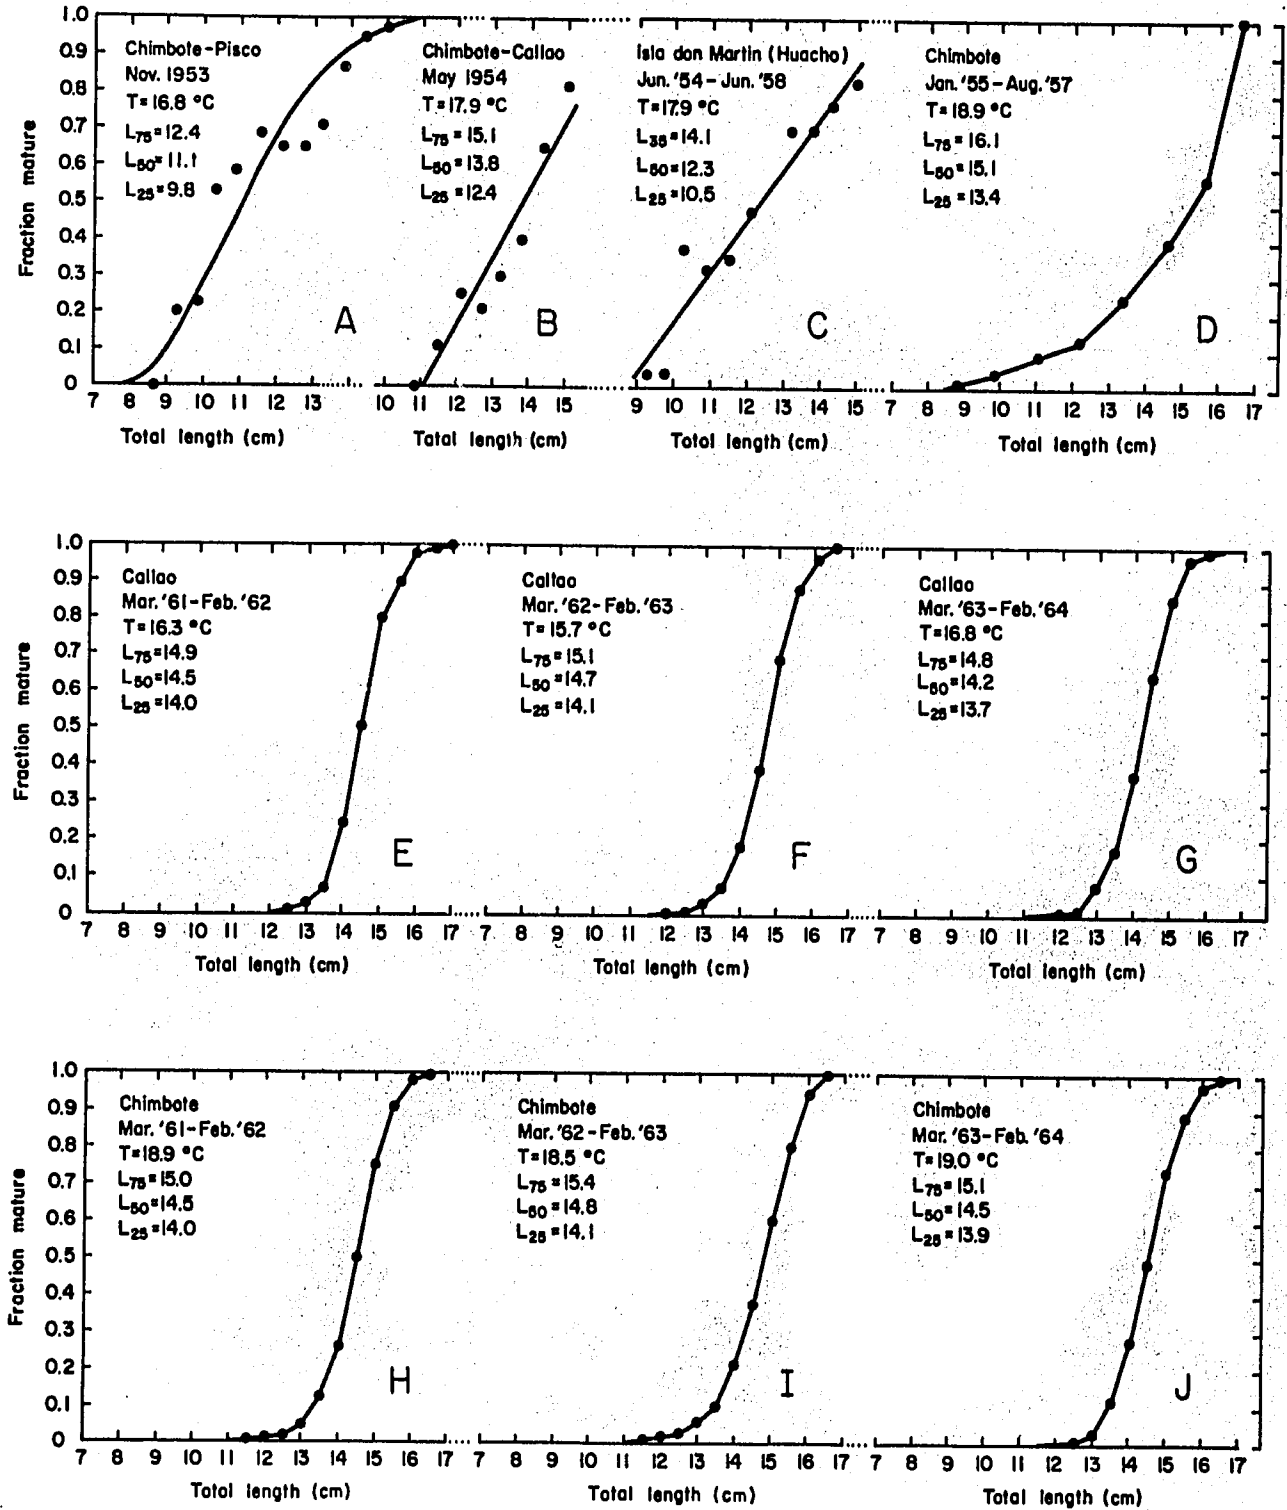 Fraction mature
1.0
0.9
0.8
0.7
0.6
0.5
0.4
0.3
0.2
0.1
0
Chimbote-Pisco
Nov. 1953
T=16.8 °C
L75=12.4
L50=11.1
L25=9.8
A
7 8 9 10 11 12 13
Total length (cm)
Chimbote-Callao
May 1954
T=17.9 °C
L75=15.1
L50=13.8
L25=12.4
B
10 11 12 13 14 15
Total length (cm)
Isla don Martin (Huacho)
Jun. '54-Jun. '58
T=17.9 °C
L35=14.1
L50=12.3
L25=10.5
C
9 10 11 12 13 14 15
Total length (cm)
Chimbote
Jan. '55-Aug. '57
T=18.9 °C
L75=16.1
L50=15.1
L25=13.4
D
7 8 9 10 11 12 13 14 15 16 17
Total length (cm)
Fraction mature
1.0
0.9
0.8
0.7
0.6
0.5
0.4
0.3
0.2
0.1
0
Callao
Mar. '61-Feb. '62
T=16.3 °C
L75=14.9
L50=14.5
L25=14.0
E
7 8 9 10 11 12 13 14 15 16 17
Total length (cm)
Callao
Mar. '62-Feb. '63
T=15.7 °C
L75=15.1
L50=14.7
L25=14.1
F
7 8 9 10 11 12 13 14 15 16 17
Total length (cm)
Callao
Mar. '63-Feb. '64
T=16.8 °C
L75=14.8
L50=14.2
L25=13.7
G
7 8 9 10 11 12 13 14 15 16 17
Total length (cm)
Fraction mature
1.0
0.9
0.8
0.7
0.6
0.5
0.4
0.3
0.2
0.1
0
Chimbote
Mar. '61-Feb. '62
T=18.9 °C
L75=15.0
L50=14.5
L25=14.0
H
7 8 9 10 11 12 13 14 15 16 17
Total length (cm)
Chimbote
Mar. '62-Feb. '63
T=18.5 °C
L75=15.4
L50=14.8
L25=14.1
I
7 8 9 10 11 12 13 14 15 16 17
Total length (cm)
Chimbote
Mar. '63-Feb. '64
T=19.0 °C
L75=15.1
L50=14.5
L25=13.9
J
7 8 9 10 11 12 13 14 15 16 17
Total length (cm)